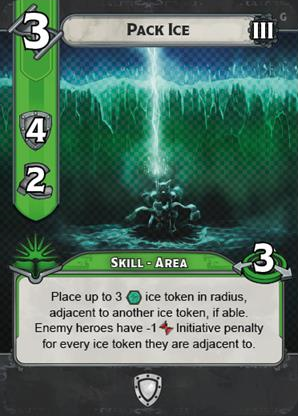 3
PACK ICE
III
G
4
2
SKILL - AREA
3
Place up to 3 ice token in radius,
adjacent to another ice token, if able.
Enemy heroes have -1 Initiative penalty
for every ice token they are adjacent to.